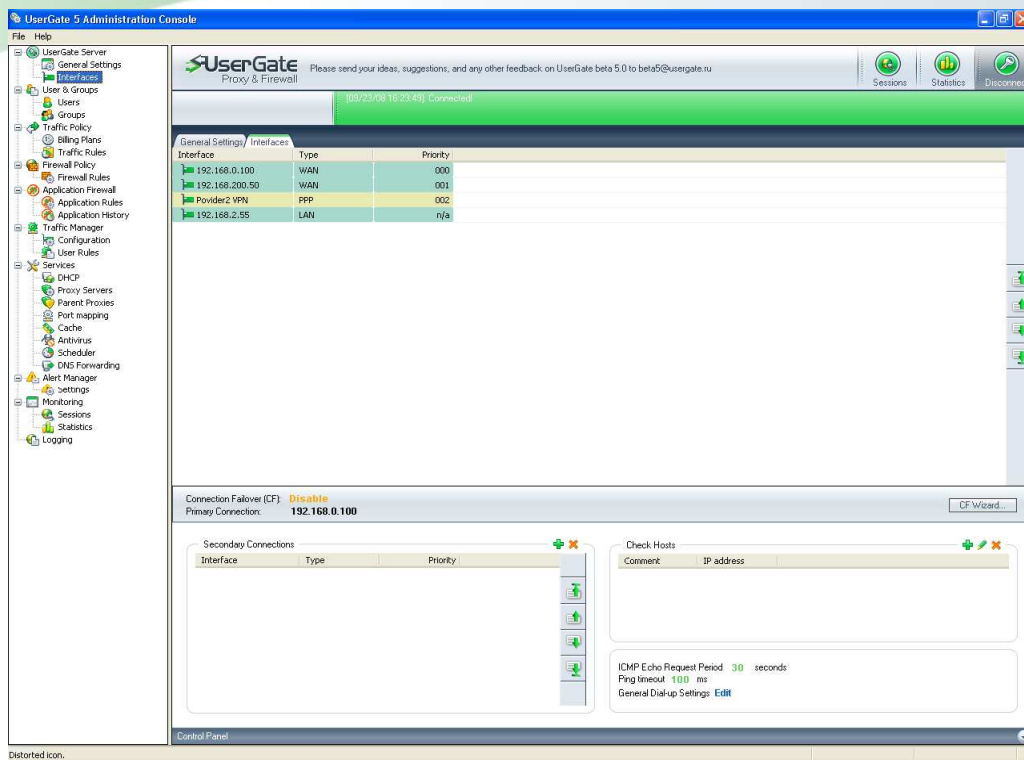 UserGate 5 Administration Console
File Help
UserGate Server
General Settings
Interfaces
User & Groups
Users
Groups
Traffic Policy
Billing Plans
Traffic Rules
Firewall Policy
Firewall Rules
Application Firewall
Application Rules
Application History
Traffic Manager
Configuration
User Rules
Services
DHCP
Proxy Servers
Parent Proxies
Port mapping
Cache
Antivirus
Scheduler
DNS Forwarding
Alert Manager
Settings
Monitoring
Sessions
Statistics
Logging
UserGate
Proxy & Firewall
Please send your ideas, suggestions, and any other feedback on UserGate beta 5.0 to beta5@usergate.ru
Sessions Statistics Disconnec
[09/23/08 16:23:49]: Connected!
General Settings Interfaces
Interface Type Priority
192.168.0.100 WAN 000
192.168.200.50 WAN 001
Povider2 VPN PPP 002
192.168.2.55 LAN n/a
Connection Failover (CF): Disable
Primary Connection: 192.168.0.100
CF Wizard...
Secondary Connections
Interface Type Priority
Check Hosts
Comment IP address
ICMP Echo Request Period 30 seconds
Ping timeout 100 ms
General Dial-up Settings Edit
Control Panel
Distorted icon.